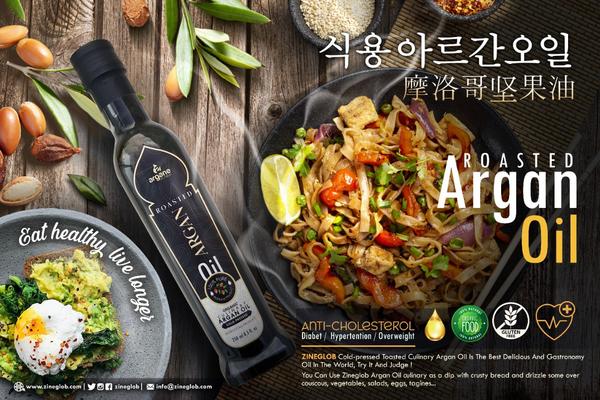 식용 아르간오일
摩洛哥坚果油
ROASTED
Argan
Oil
argane
ROASTED
ARGAN
Oil
ARGAN OIL
Eat healthy, live longer
ANTI-CHOLESTEROL
Diabet / Hypertention / Overweight
FOOD
GLUTEN
FREE
ZINEGLOB Cold-pressed Toasted Culinary Argan Oil Is The Best Delicious And Gastronomy
Oil In The World, Try It And Judge !
You Can Use Zineglob Argan Oil culinary as a dip with crusty bread and drizzle some over
couscous, vegetables, salads, eggs, tagines...
www.zineglob.com | zineglob | info@zineglob.com